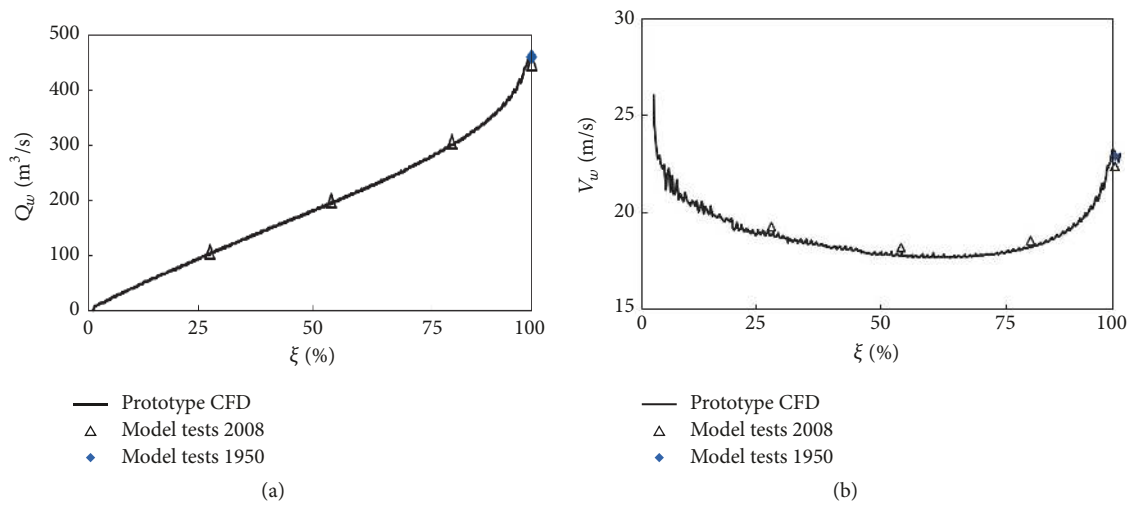 500
400
300
200
100
0
Q_w (m³/s)
0 25 50 75 100
ξ (%)
Prototype CFD
Model tests 2008
Model tests 1950
(a)
30
25
20
15
V_w (m/s)
0 25 50 75 100
ξ (%)
Prototype CFD
Model tests 2008
Model tests 1950
(b)